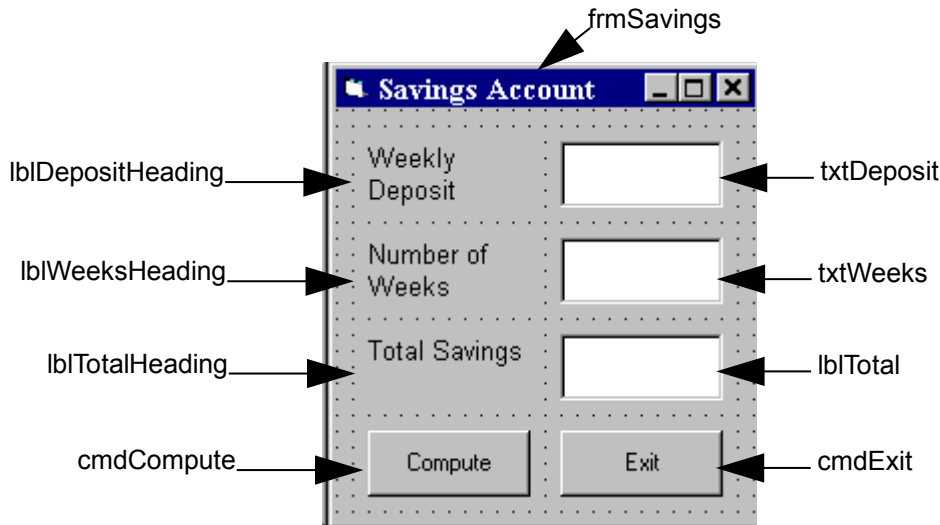 frmSavings
Savings Account
lblDepositHeading
Weekly
Deposit
txtDeposit
lblWeeksHeading
Number of
Weeks
txtWeeks
lblTotalHeading
Total Savings
lblTotal
cmdCompute
Compute
Exit
cmdExit